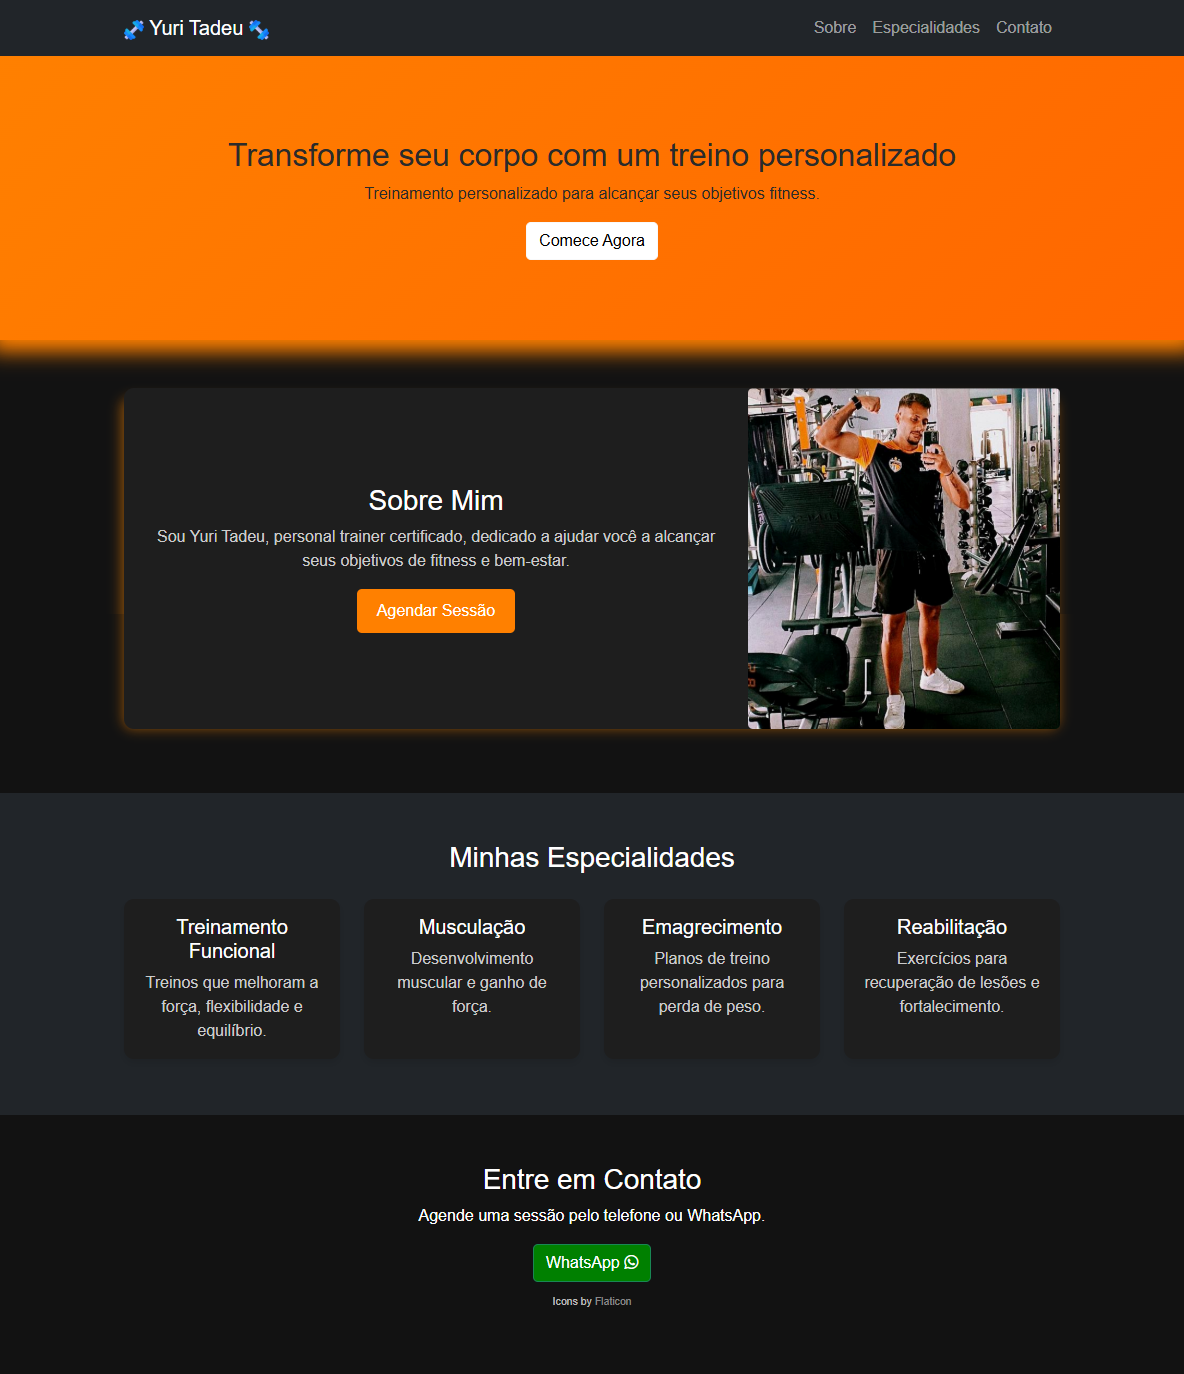 Yuri Tadeu
Sobre
Especialidades
Contato
Transforme seu corpo com um treino personalizado
Treinamento personalizado para alcançar seus objetivos fitness.
Comece Agora
Sobre Mim
Sou Yuri Tadeu, personal trainer certificado, dedicado a ajudar você a alcançar
seus objetivos de fitness e bem-estar.
Agendar Sessão
Minhas Especialidades
Treinamento
Funcional
Treinos que melhoram a
força, flexibilidade e
equilíbrio.
Musculação
Desenvolvimento
muscular e ganho de
força.
Emagrecimento
Planos de treino
personalizados para
perda de peso.
Reabilitação
Exercícios para
recuperação de lesões e
fortalecimento.
Entre em Contato
Agende uma sessão pelo telefone ou WhatsApp.
WhatsApp
Icons by Flaticon